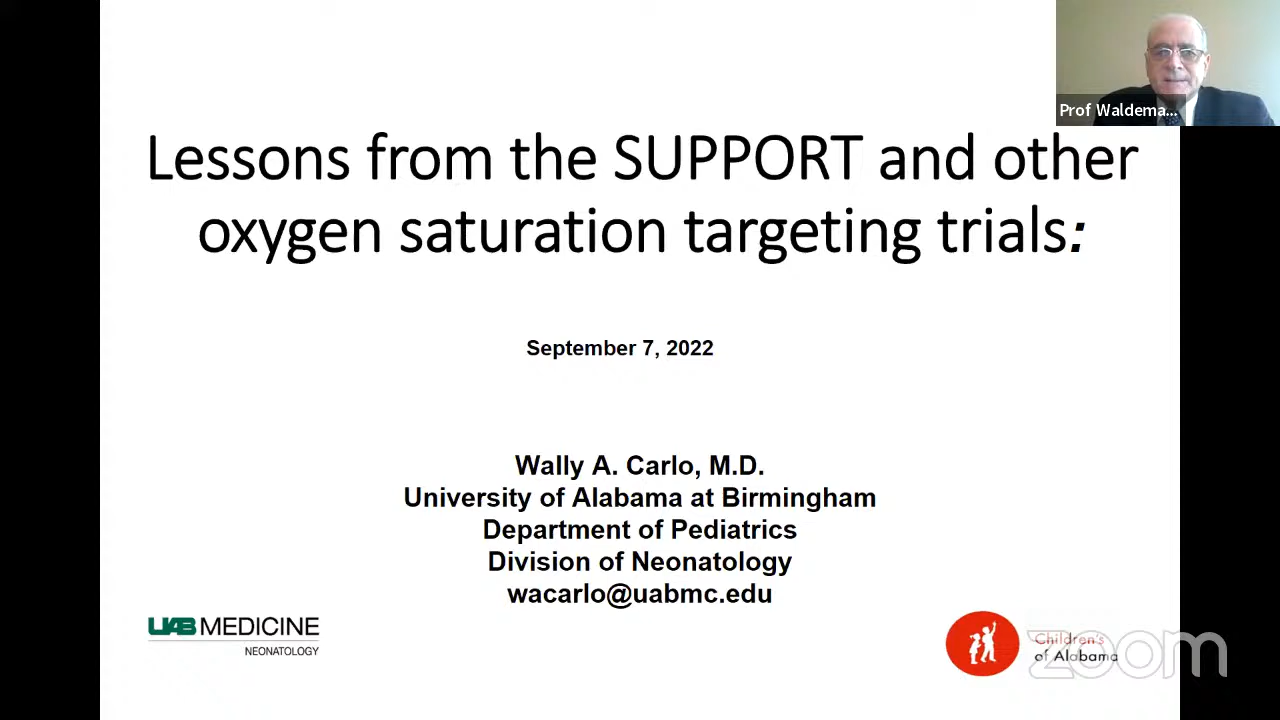 Prof Waldema...
Lessons from the SUPPORT and other
oxygen saturation targeting trials:
September 7, 2022
Wally A. Carlo, M.D.
University of Alabama at Birmingham
Department of Pediatrics
Division of Neonatology
wacarlo@uabmc.edu
UAB MEDICINE
NEONATOLOGY
Children's
of Alabama
zoom